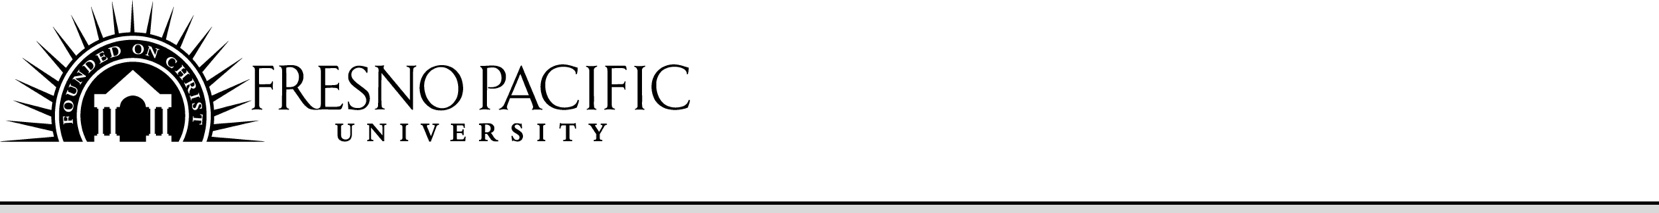 FOUNDED ON CHRIST
FRESNO PACIFIC
UNIVERSITY